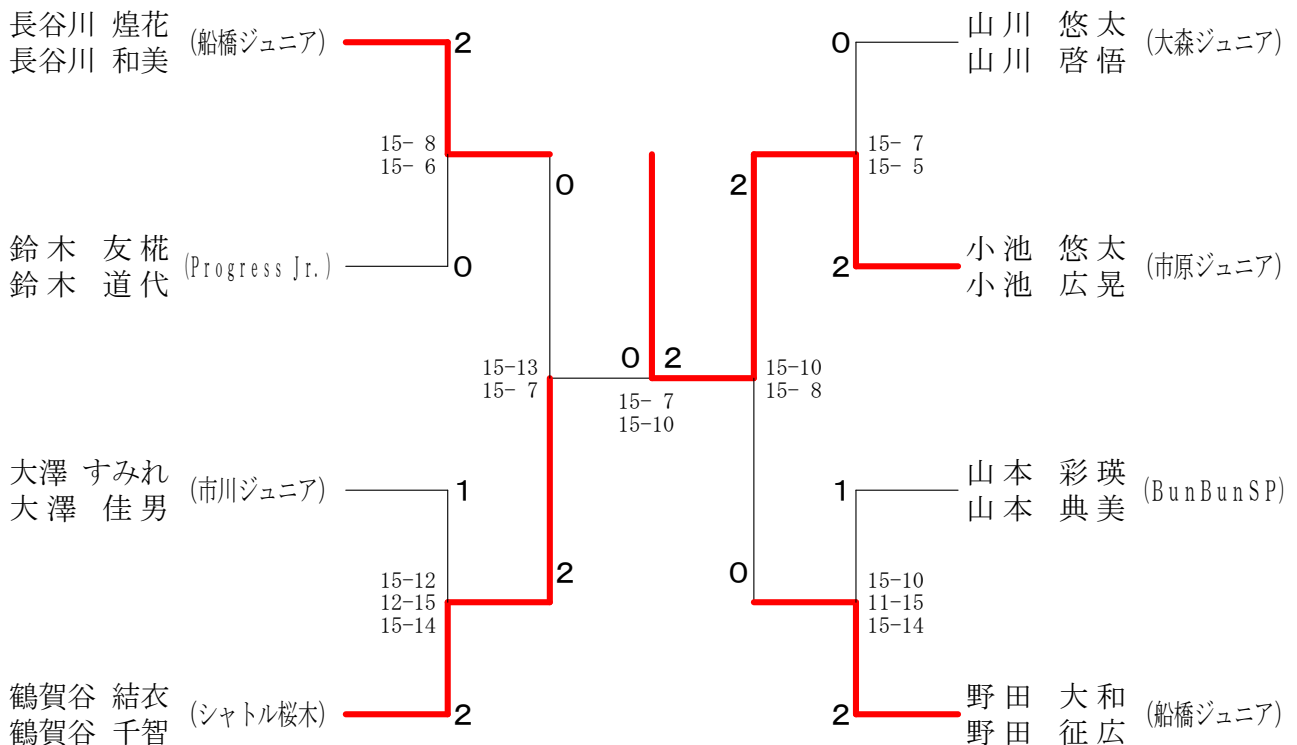 長谷川 煌花
長谷川 和美
(船橋ジュニア)
2
15- 8
15- 6
0
鈴木 友椛
鈴木 道代
(Progress Jr.)
0
15-13
15- 7
大澤 すみれ
大澤 佳男
(市川ジュニア)
1
15-12
12-15
15-14
2
鶴賀谷 結衣
鶴賀谷 千智
(シャトル桜木)
2
0 2
15- 7
15-10
0
山川 悠太
山川 啓悟
(大森ジュニア)
15- 7
15- 5
2
2
小池 悠太
小池 広晃
(市原ジュニア)
15-10
15- 8
1
山本 彩瑛
山本 典美
(BunBunSP)
0
15-10
11-15
15-14
2
野田 大和
野田 征広
(船橋ジュニア)